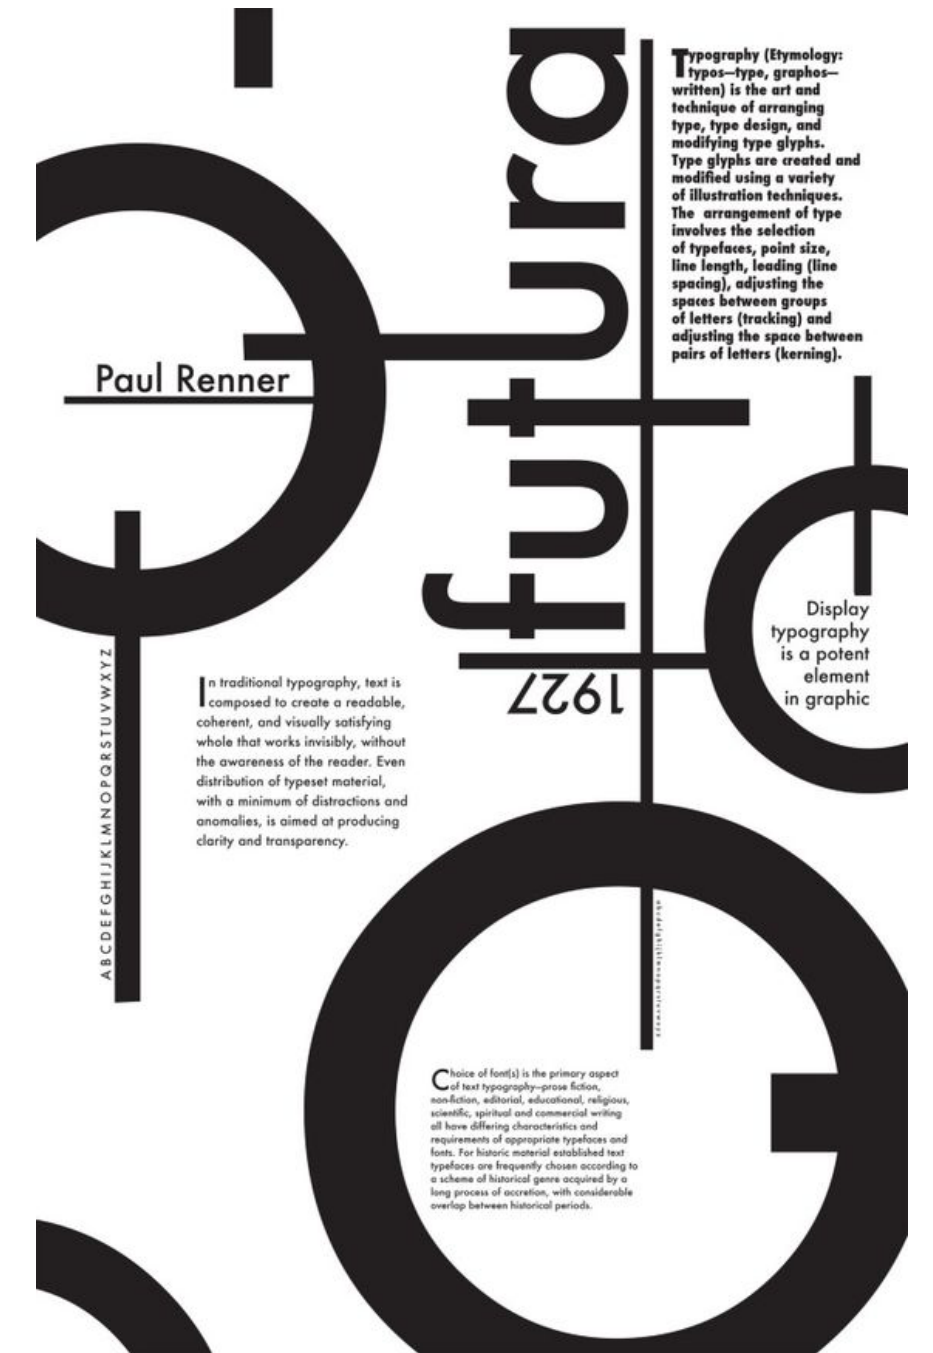 futura
Typography (Etymology:
typos—type, graphos—
written) is the art and
technique of arranging
type, type design, and
modifying type glyphs.
Type glyphs are created and
modified using a variety
of illustration techniques.
The arrangement of type
involves the selection
of typefaces, point size,
line length, leading (line
spacing), adjusting the
spaces between groups
of letters (tracking) and
adjusting the space between
pairs of letters (kerning).
Paul Renner
Display
typography
is a potent
element
in graphic
1927
ABCDEFGHIJKLMNOPQRSTUVWXYZ
In traditional typography, text is
composed to create a readable,
coherent, and visually satisfying
whole that works invisibly, without
the awareness of the reader. Even
distribution of typeset material,
with a minimum of distractions and
anomalies, is aimed at producing
clarity and transparency.
abcdefghijklmnopqrstuvwxyz
Choice of font(s) is the primary aspect
of text typography—prose fiction,
non-fiction, editorial, educational, religious,
scientific, spiritual and commercial writing
all have differing characteristics and
requirements of appropriate typefaces and
fonts. For historic material established text
typefaces are frequently chosen according to
a scheme of historical genre acquired by a
long process of accretion, with considerable
overlap between historical periods.